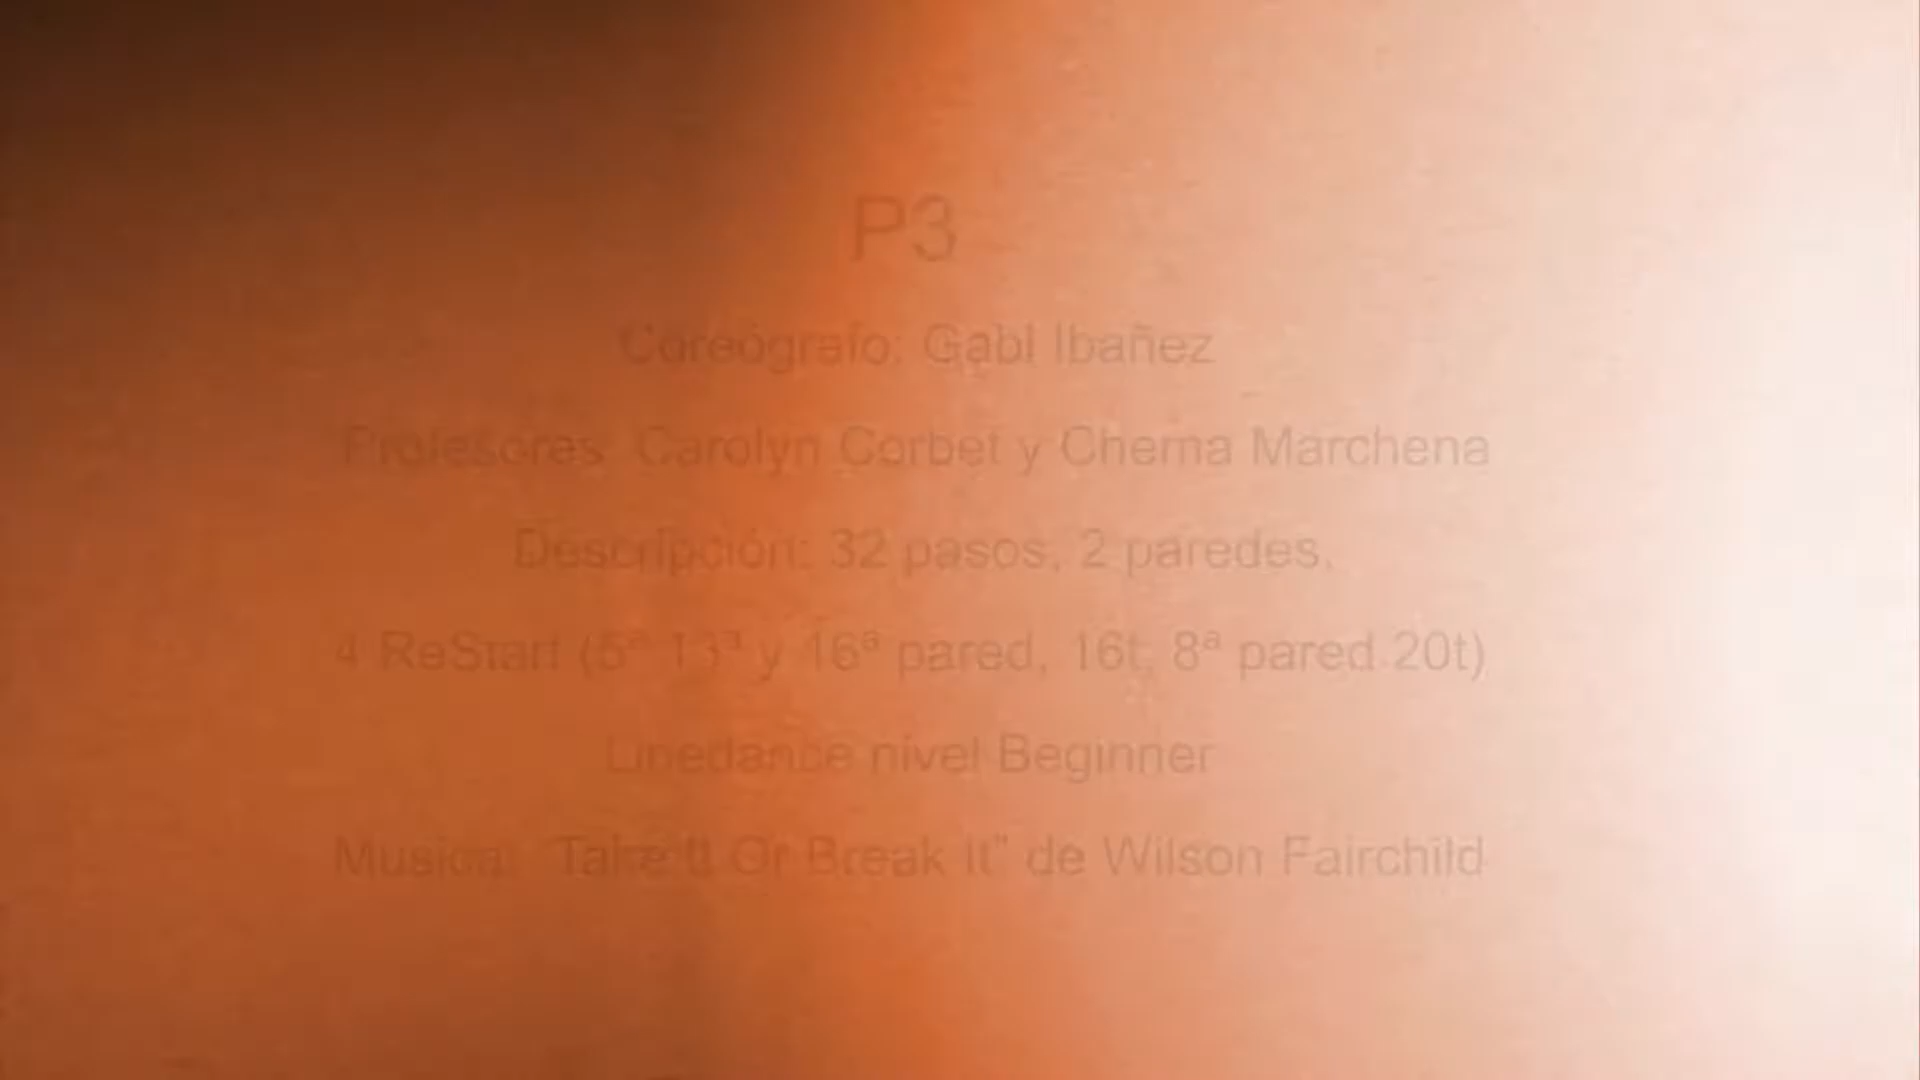 P3
Coreógrafo: Gabi Ibañez
Profesores: Carolyn Corbet y Chema Marchena
Descripción: 32 pasos, 2 paredes,
4 ReStart (5ª 13ª y 16ª pared, 16t, 8ª pared 20t)
Linedance nivel Beginner
Musica: "Take It Or Break It" de Wilson Fairchild